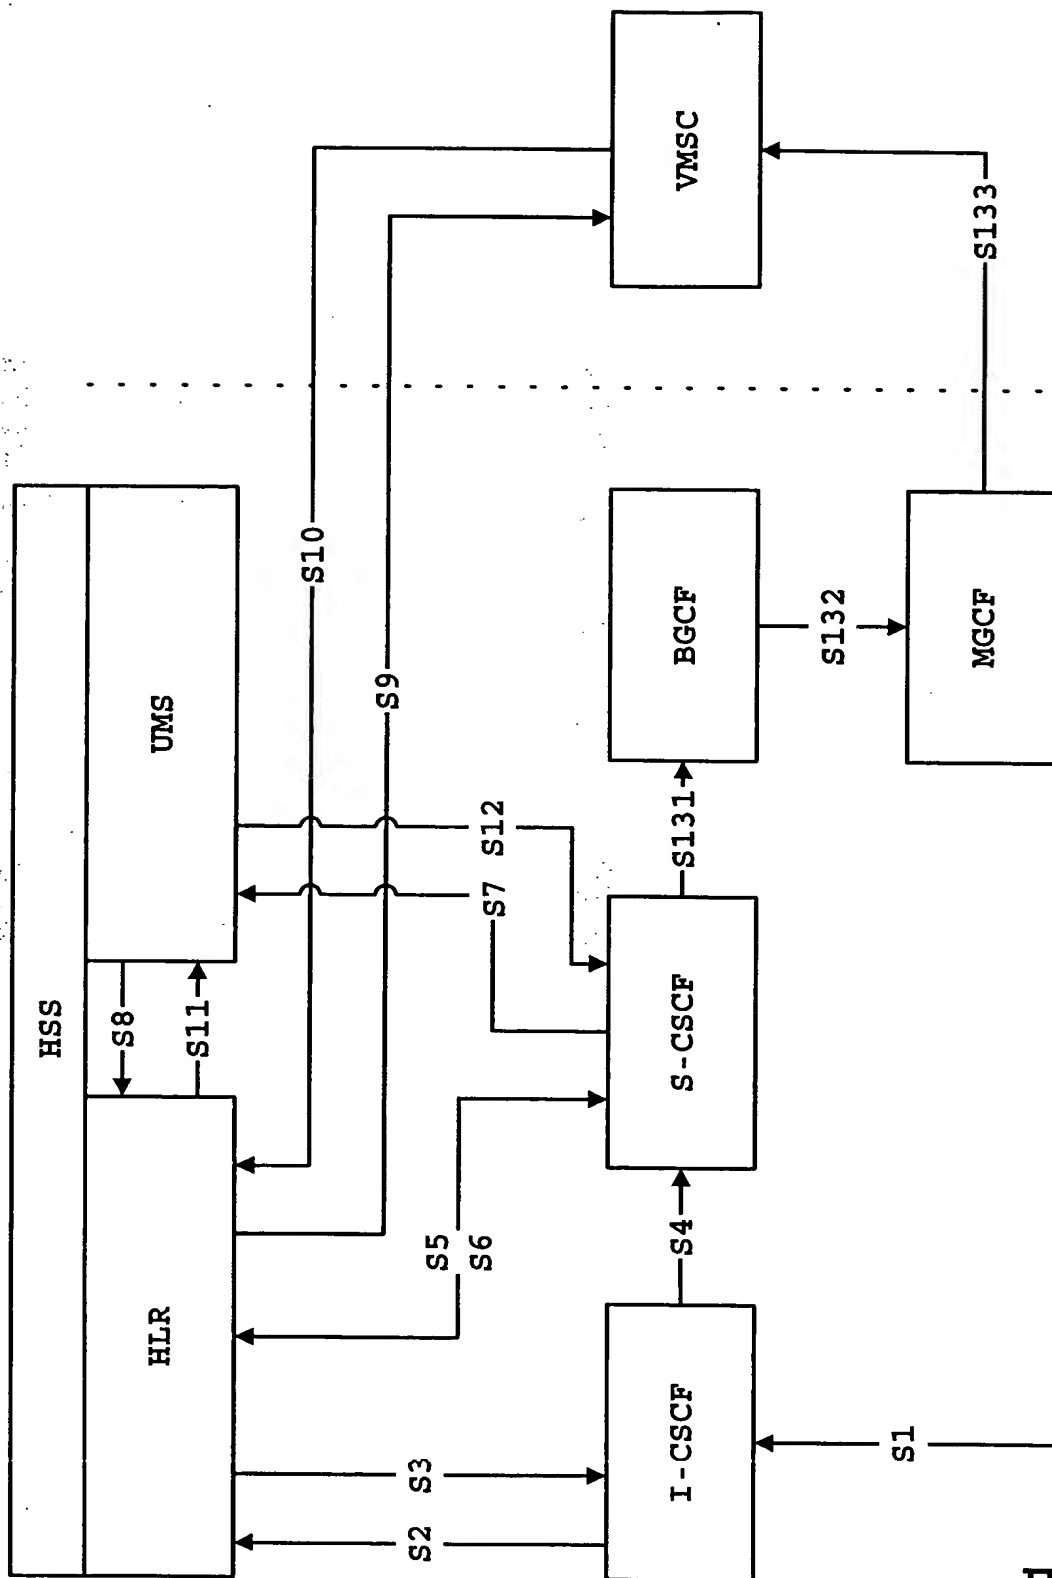 HSS
S8
HLR
UMS
S11
S10
S9
S2
S3
S5
S6
S7
S12
I-CSCF
S4
S-CSCF
S131
BGCF
VMSC
S132
S1
MGCF
S133